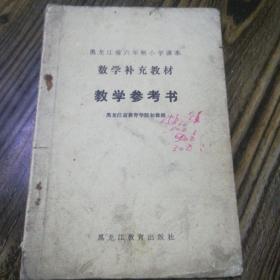 黑龙江省六年制小学课本
数学补充教材
教学参考书
黑龙江省教育学院初教部
黑龙江教育出版社